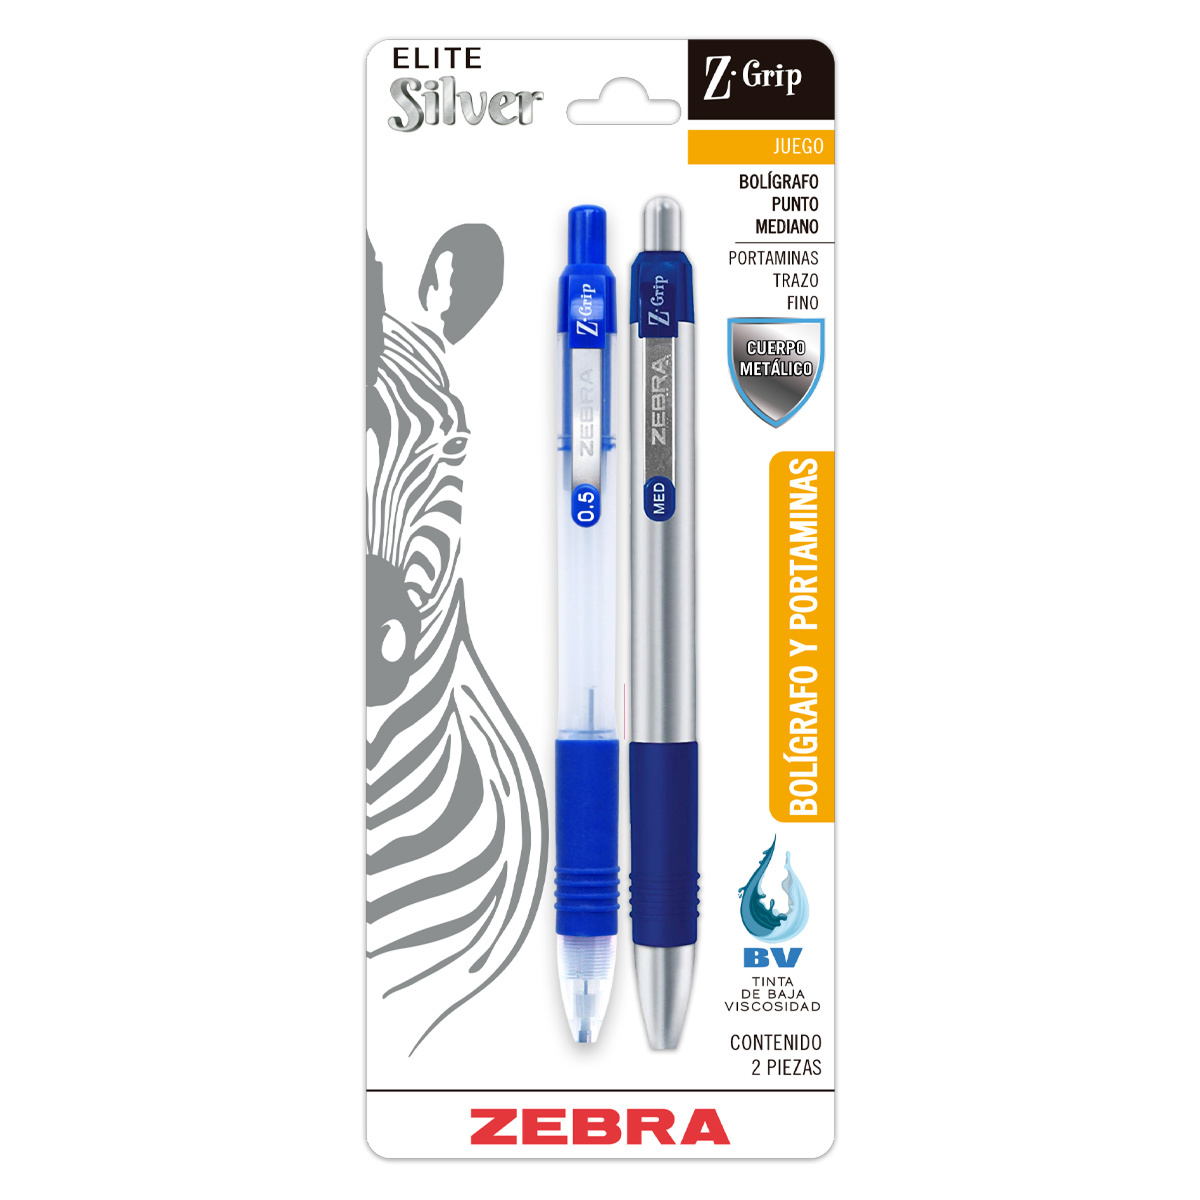 ELITE
Silver
Z·Grip
JUEGO
BOLÍGRAFO
PUNTO
MEDIANO
PORTAMINAS
TRAZO
FINO
CUERPO
METÁLICO
Z·Grip
ZEBRA
0.5
Z·Grip
ZEBRA
MED
BOLÍGRAFO Y PORTAMINAS
BV
TINTA
DE BAJA
VISCOSIDAD
CONTENIDO
2 PIEZAS
ZEBRA